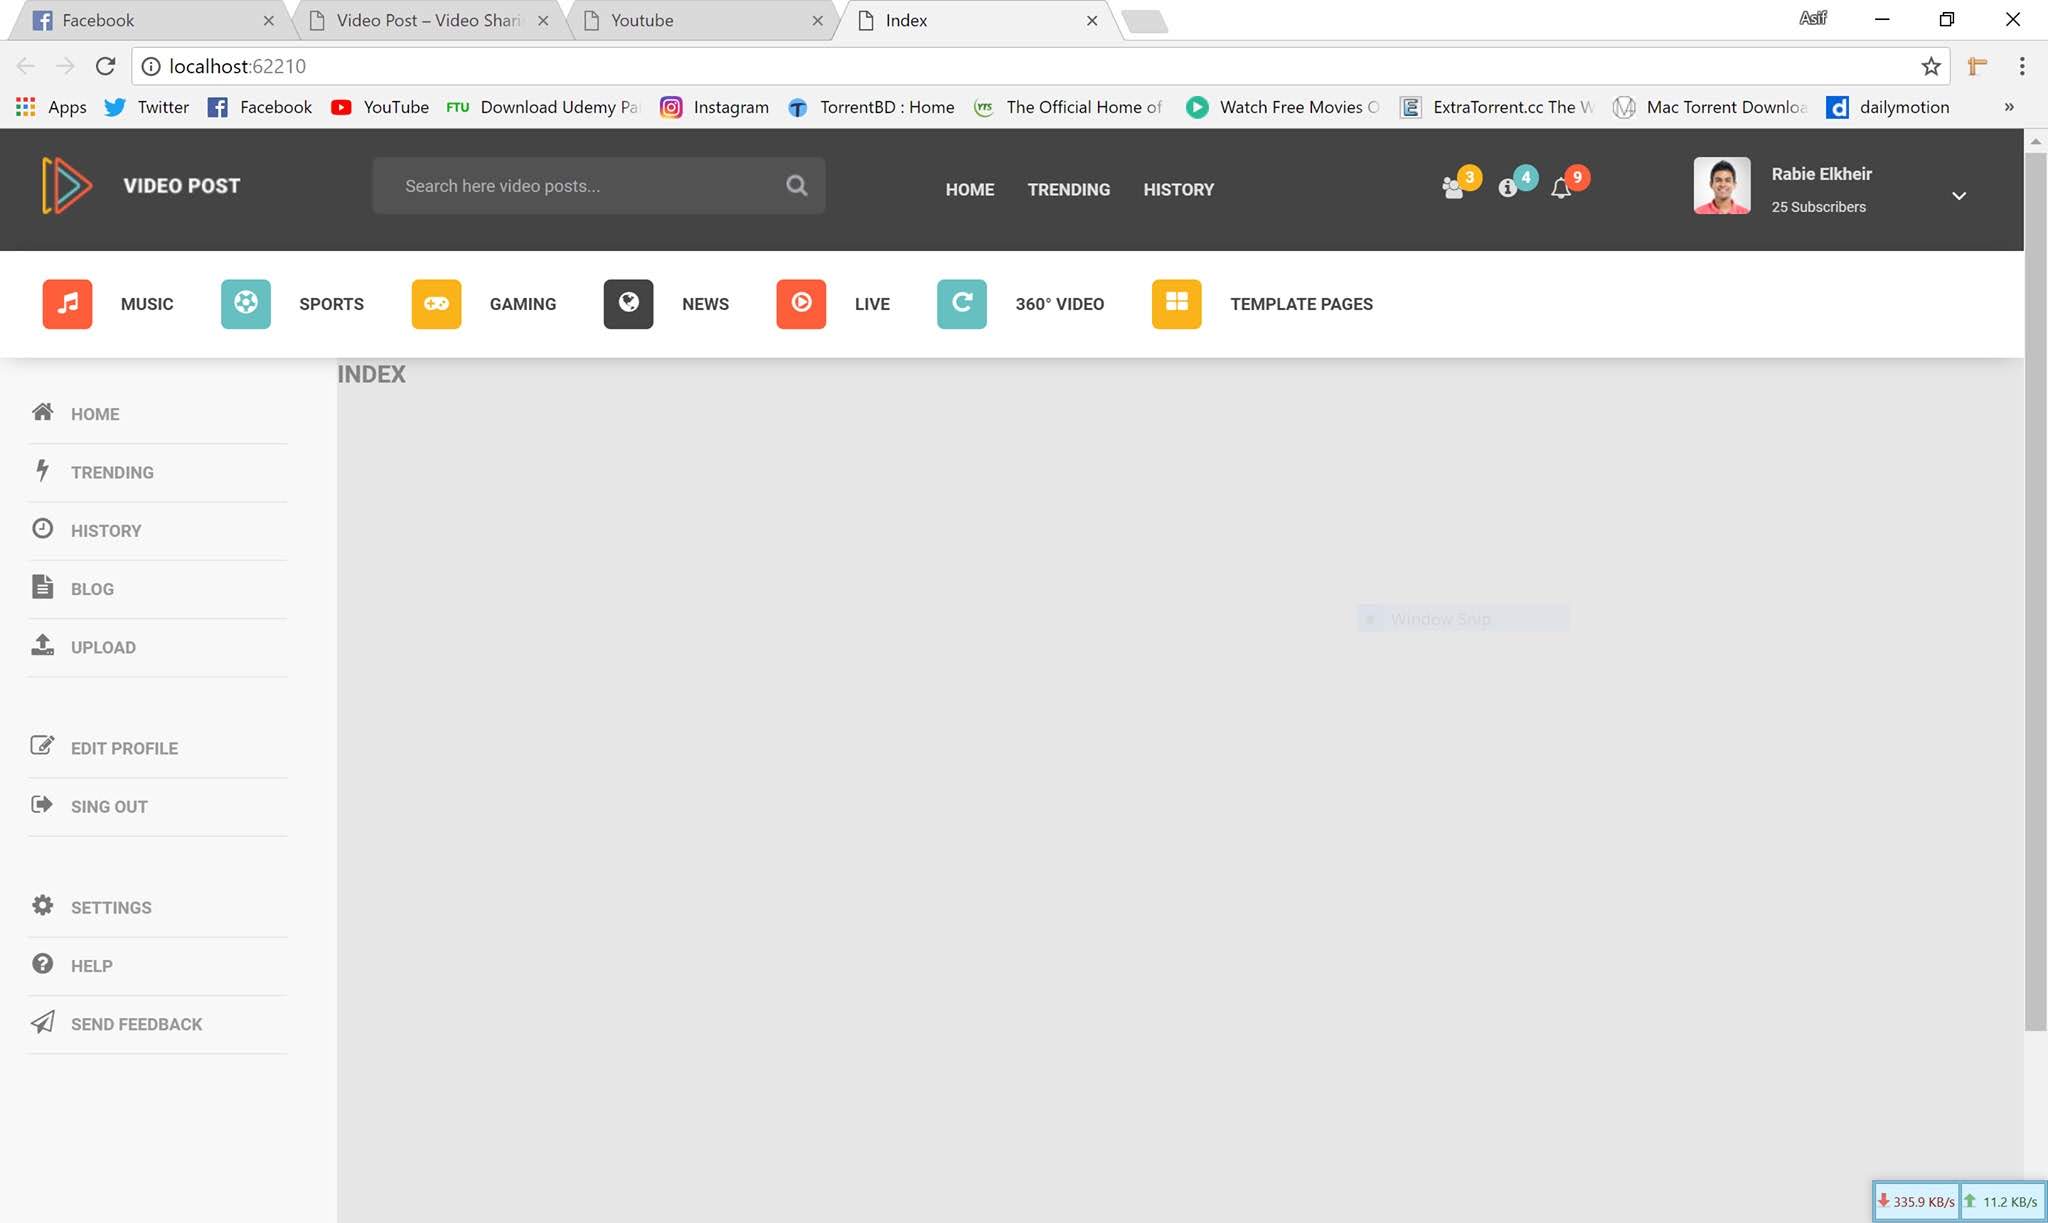 Facebook
Video Post – Video Shari
Youtube
Index
Asif
localhost:62210
Apps
Twitter
Facebook
YouTube
FTU
Download Udemy Pa
Instagram
TorrentBD : Home
YTS
The Official Home of
Watch Free Movies O
ExtraTorrent.cc The W
Mac Torrent Downloa
dailymotion
»
VIDEO POST
Search here video posts...
HOME
TRENDING
HISTORY
3
4
9
Rabie Elkheir
25 Subscribers
MUSIC
SPORTS
GAMING
NEWS
LIVE
360° VIDEO
TEMPLATE PAGES
INDEX
HOME
TRENDING
HISTORY
BLOG
UPLOAD
EDIT PROFILE
SING OUT
SETTINGS
HELP
SEND FEEDBACK
Window Snip
335.9 KB/s
11.2 KB/s